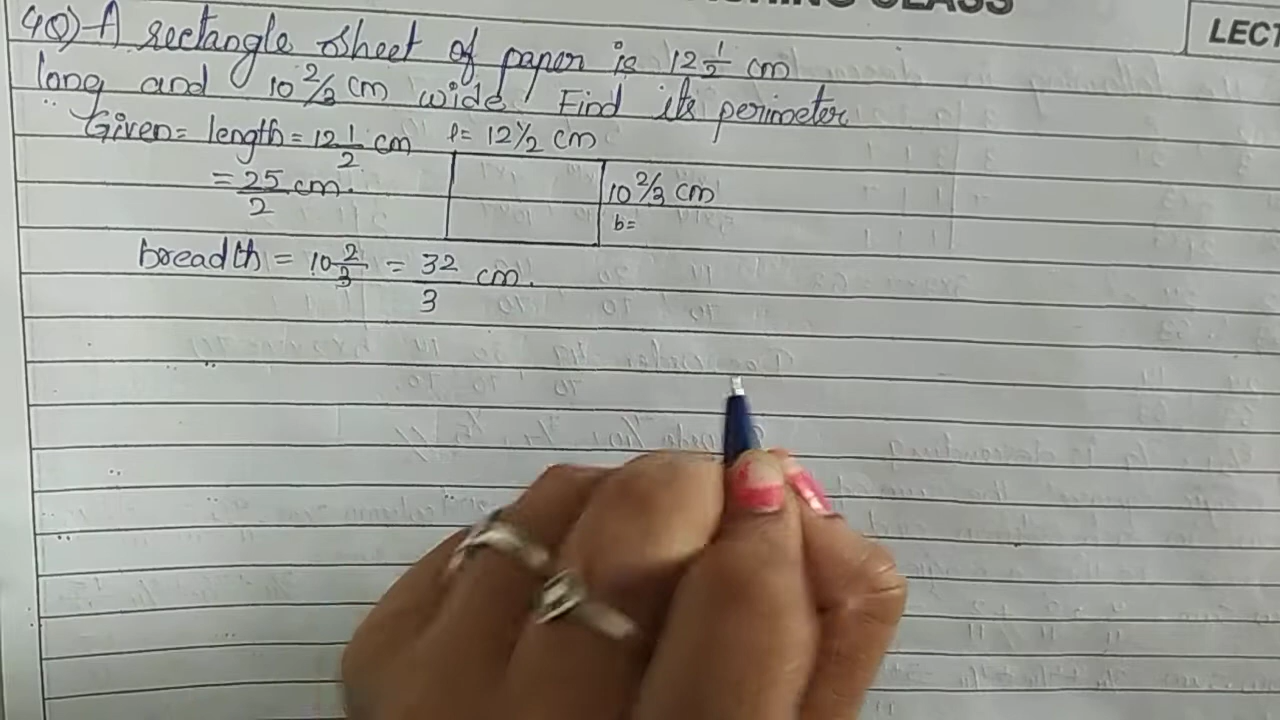 CLASS
LECT
4Q) A rectangle sheet of paper is 12 1/2 cm
long and 10 2/3 cm wide. Find its perimeter
Given = length = 12 1/2 cm l = 12 1/2 cm
= 25/2 cm.
10 2/3 cm
b=
breadth = 10 2/3 = 32/3 cm.